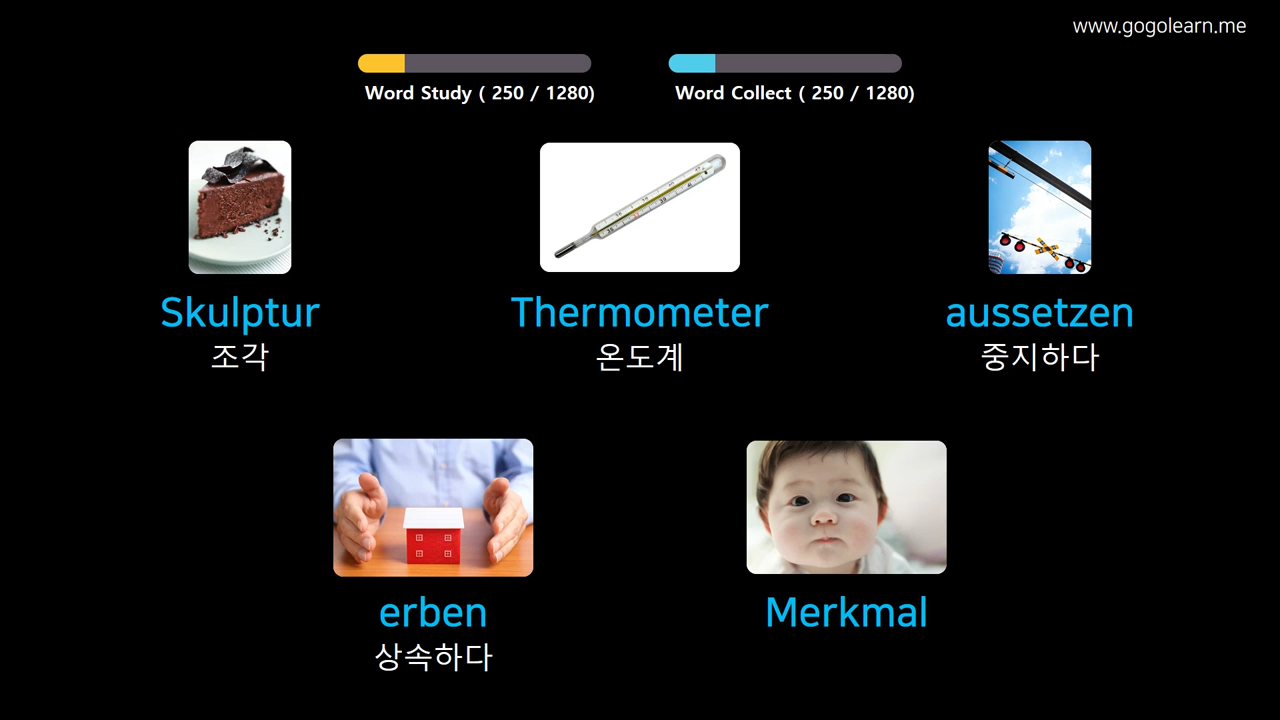 www.gogolearn.me
Word Study ( 250 / 1280)
Word Collect ( 250 / 1280)
Skulptur
조각
Thermometer
온도계
aussetzen
중지하다
erben
상속하다
Merkmal